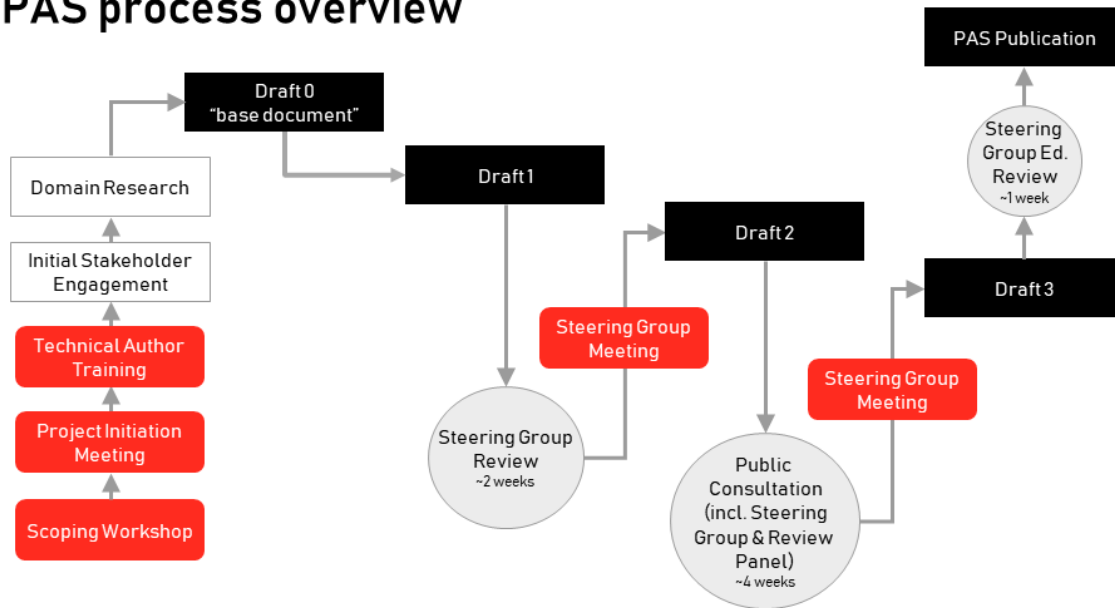 PAS process overview
Scoping Workshop
Project Initiation
Meeting
Technical Author
Training
Initial Stakeholder
Engagement
Domain Research
Draft 0
“base document”
Draft 1
Steering Group
Review
~2 weeks
Steering Group
Meeting
Draft 2
Public
Consultation
(incl. Steering
Group & Review
Panel)
~4 weeks
Steering Group
Meeting
Draft 3
Steering
Group Ed.
Review
~1 week
PAS Publication